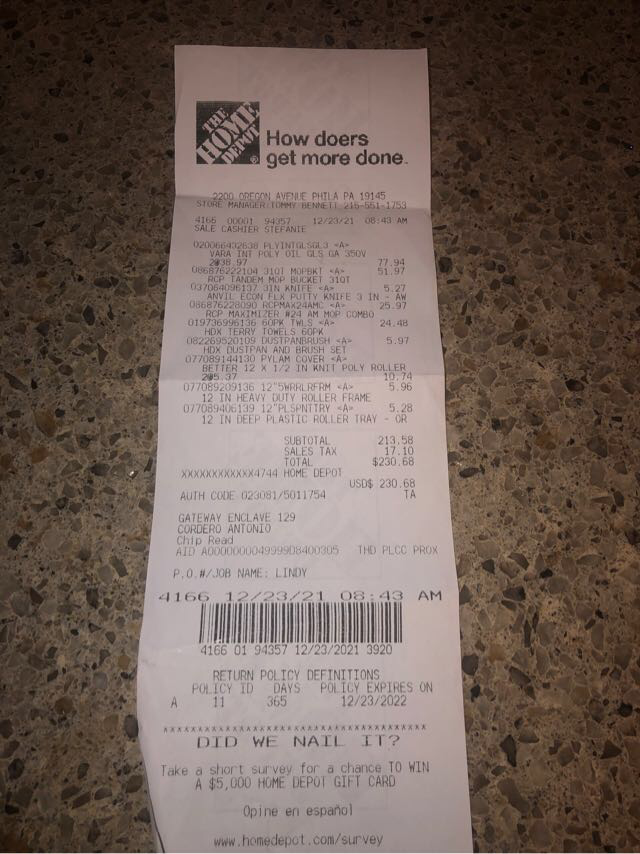 THE
HOME
DEPOT
How doers
get more done.
2200 OREGON AVENUE PHILA PA 19145
STORE MANAGER:TOMMY BENNETT 215-551-1753
4166 00001 94357 12/23/21 08:43 AM
SALE CASHIER STEFANIE
020066432638 PLYINTGLSGL3 <A>
VARA INT POLY OIL GLS GA 350V
2@38.97 77.94
086876222104 31QT MOPBKT <A> 51.97
RCP TANDEM MOP BUCKET 31QT
037064096137 3IN KNIFE <A> 5.27
ANVIL ECON FLX PUTTY KNIFE 3 IN - AW
086876228090 RCPMAX24AMC <A> 25.97
RCP MAXIMIZER #24 AM MOP COMBO
019736996136 60PK TWLS <A> 24.48
HDX TERRY TOWELS 60PK
082269520109 DUSTPANBRUSH <A> 5.97
HDX DUSTPAN AND BRUSH SET
077089144130 PYLAM COVER <A>
BETTER 12 X 1/2 IN KNIT POLY ROLLER
2@5.37 10.74
077089209136 12"5WRRLRFRM <A> 5.96
12 IN HEAVY DUTY ROLLER FRAME
077089406139 12"PLSPNTTRY <A> 5.28
12 IN DEEP PLASTIC ROLLER TRAY - OR
SUBTOTAL 213.58
SALES TAX 17.10
TOTAL $230.68
XXXXXXXXXXXX4744 HOME DEPOT
USD$ 230.68
AUTH CODE 023081/5011754 TA
GATEWAY ENCLAVE 129
CORDERO ANTONIO
Chip Read
AID A0000000049999D8400305 THD PLCC PROX
P.O.#/JOB NAME: LINDY
4166 12/23/21 08:43 AM
4166 01 94357 12/23/2021 3920
RETURN POLICY DEFINITIONS
POLICY ID DAYS POLICY EXPIRES ON
A 11 365 12/23/2022
DID WE NAIL IT?
Take a short survey for a chance TO WIN
A $5,000 HOME DEPOT GIFT CARD
Opine en español
www.homedepot.com/survey